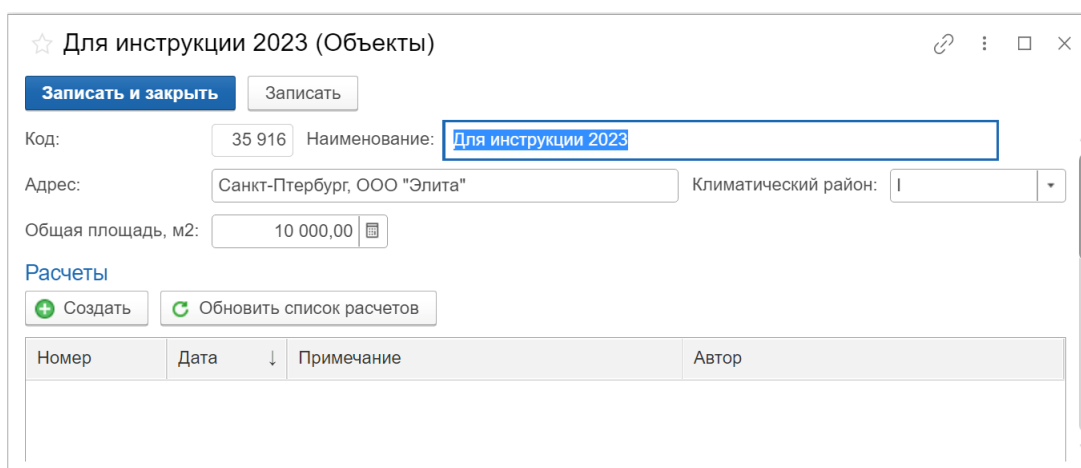 Для инструкции 2023 (Объекты)
Записать и закрыть Записать
Код: 35 916 Наименование: Для инструкции 2023
Адрес: Санкт-Птербург, ООО "Элита" Климатический район: I
Общая площадь, м2: 10 000,00
Расчеты
Создать Обновить список расчетов
Номер Дата ↓ Примечание Автор